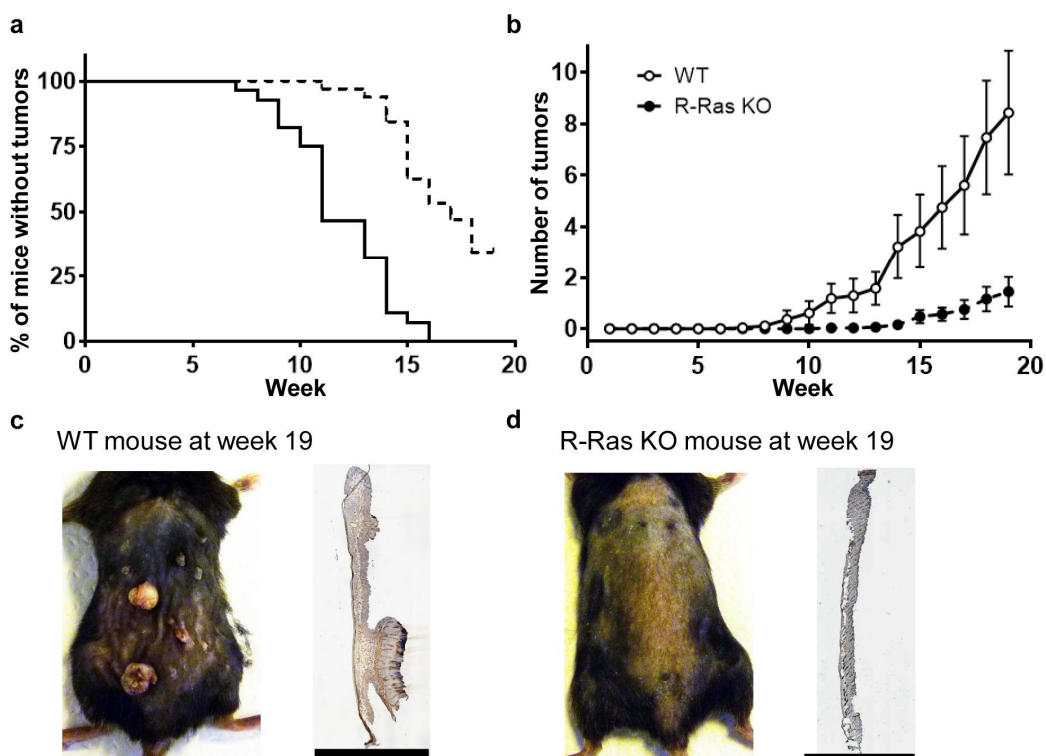 a
% of mice without tumors
100
75
50
25
0
0 5 10 15 20
Week
b
Number of tumors
10
8
6
4
2
0
WT
R-Ras KO
0 5 10 15 20
Week
c
WT mouse at week 19
d
R-Ras KO mouse at week 19